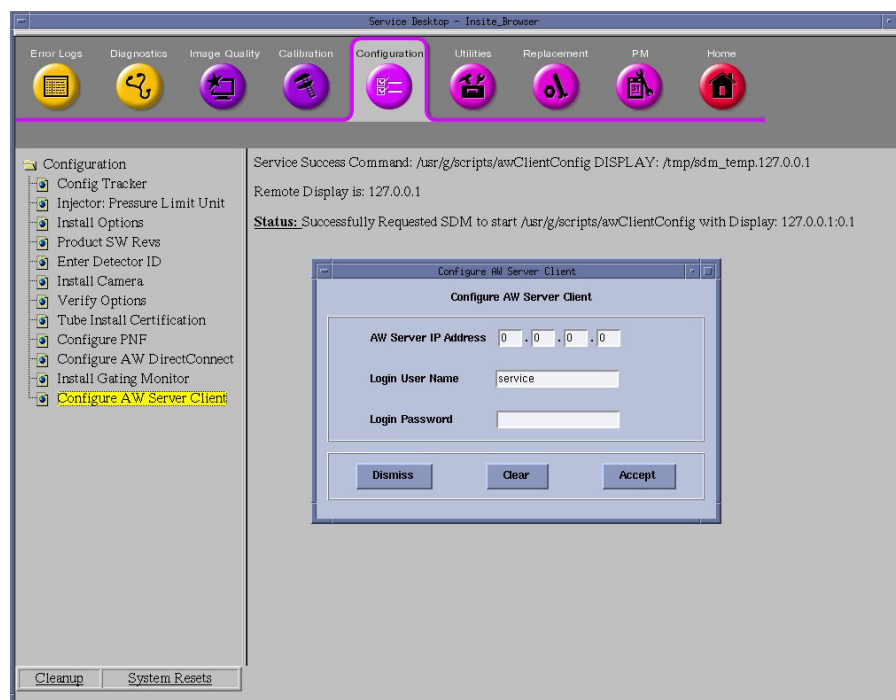 Service Desktop - Insite_Browser
Error Logs Diagnostics Image Quality Calibration Configuration Utilities Replacement PM Home
Configuration
Config Tracker
Injector: Pressure Limit Unit
Install Options
Product SW Revs
Enter Detector ID
Install Camera
Verify Options
Tube Install Certification
Configure PNF
Configure AW DirectConnect
Install Gating Monitor
Configure AW Server Client
Cleanup System Resets
Service Success Command: /usr/g/scripts/awClientConfig DISPLAY: /tmp/sdm_temp.127.0.0.1
Remote Display is: 127.0.0.1
Status: Successfully Requested SDM to start /usr/g/scripts/awClientConfig with Display: 127.0.0.1:0.1
Configure AW Server Client
Configure AW Server Client
AW Server IP Address 0 . 0 . 0 . 0
Login User Name service
Login Password
Dismiss Clear Accept